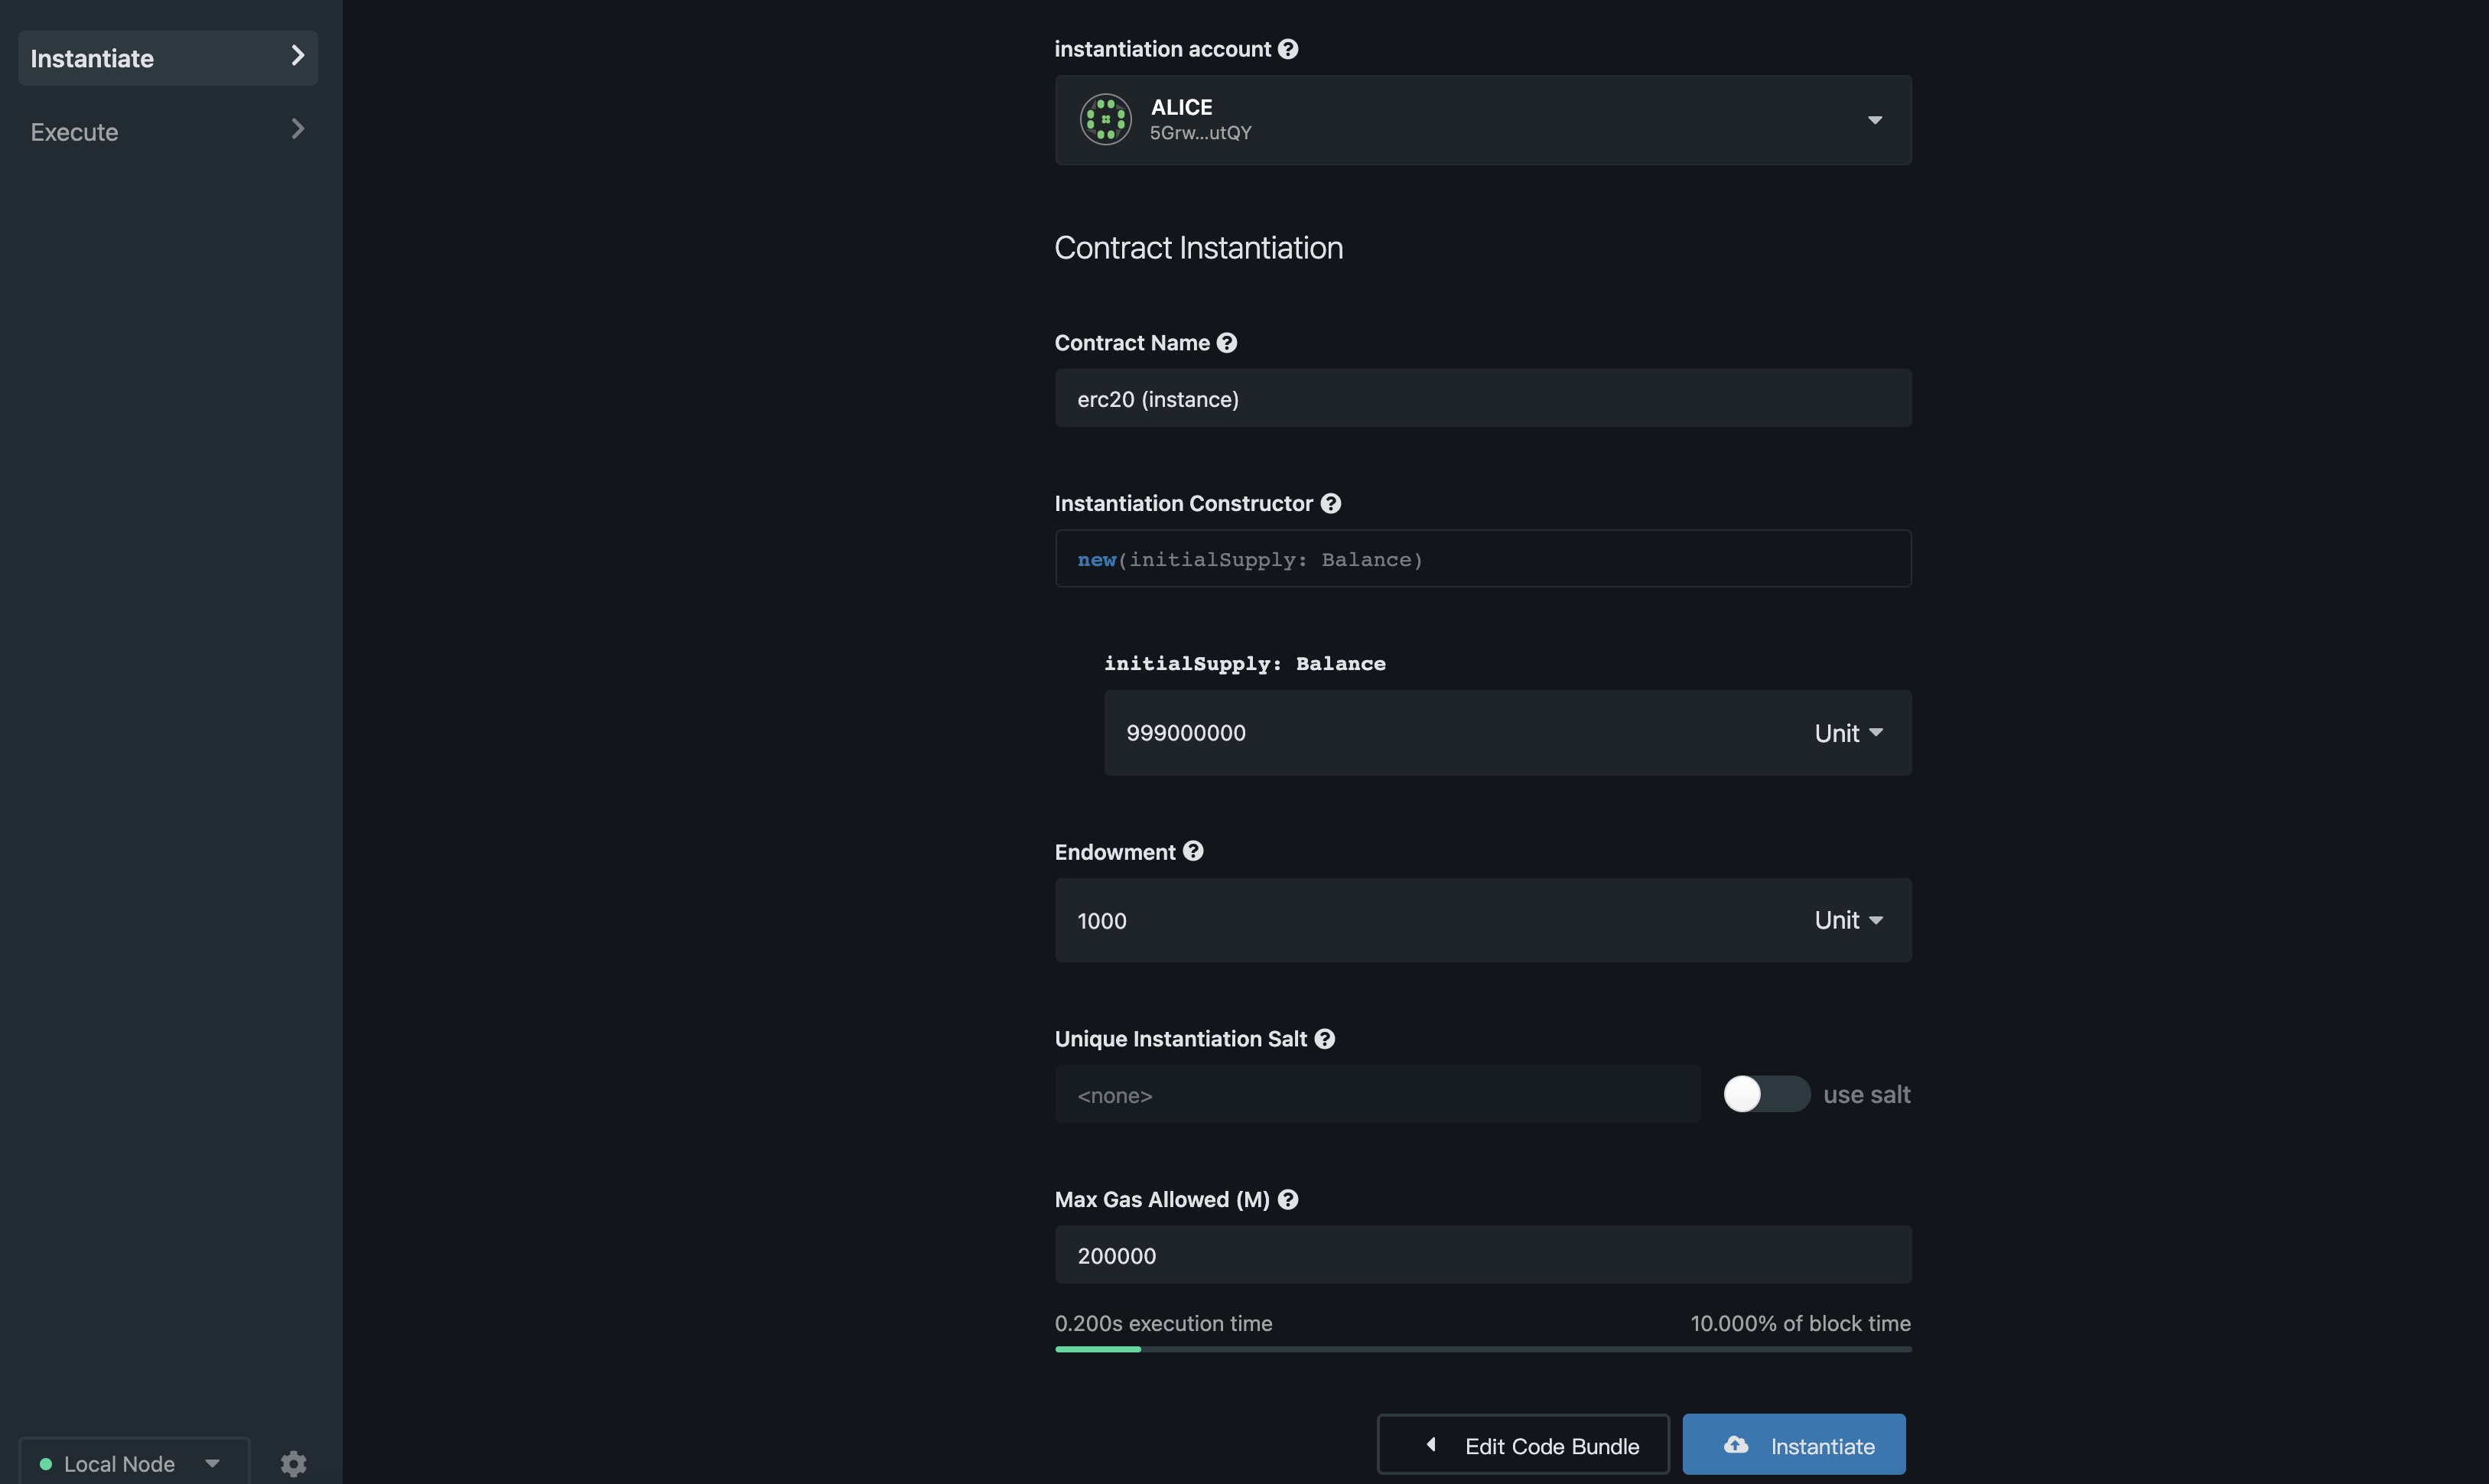 Instantiate
Execute
Local Node
instantiation account
ALICE
5Grw...utQY
Contract Instantiation
Contract Name
erc20 (instance)
Instantiation Constructor
new(initialSupply: Balance)
initialSupply: Balance
999000000 Unit
Endowment
1000 Unit
Unique Instantiation Salt
<none> use salt
Max Gas Allowed (M)
200000
0.200s execution time 10.000% of block time
Edit Code Bundle Instantiate